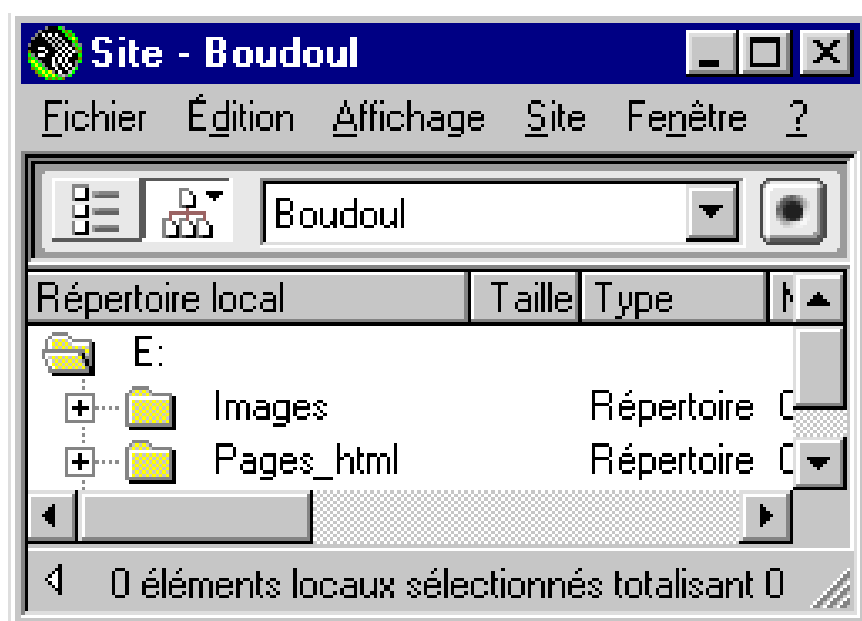 Site - Boudoul
Fichier Édition Affichage Site Fenêtre ?
Boudoul
Répertoire local Taille Type
E:
Images Répertoire
Pages_html Répertoire
0 éléments locaux sélectionnés totalisant 0